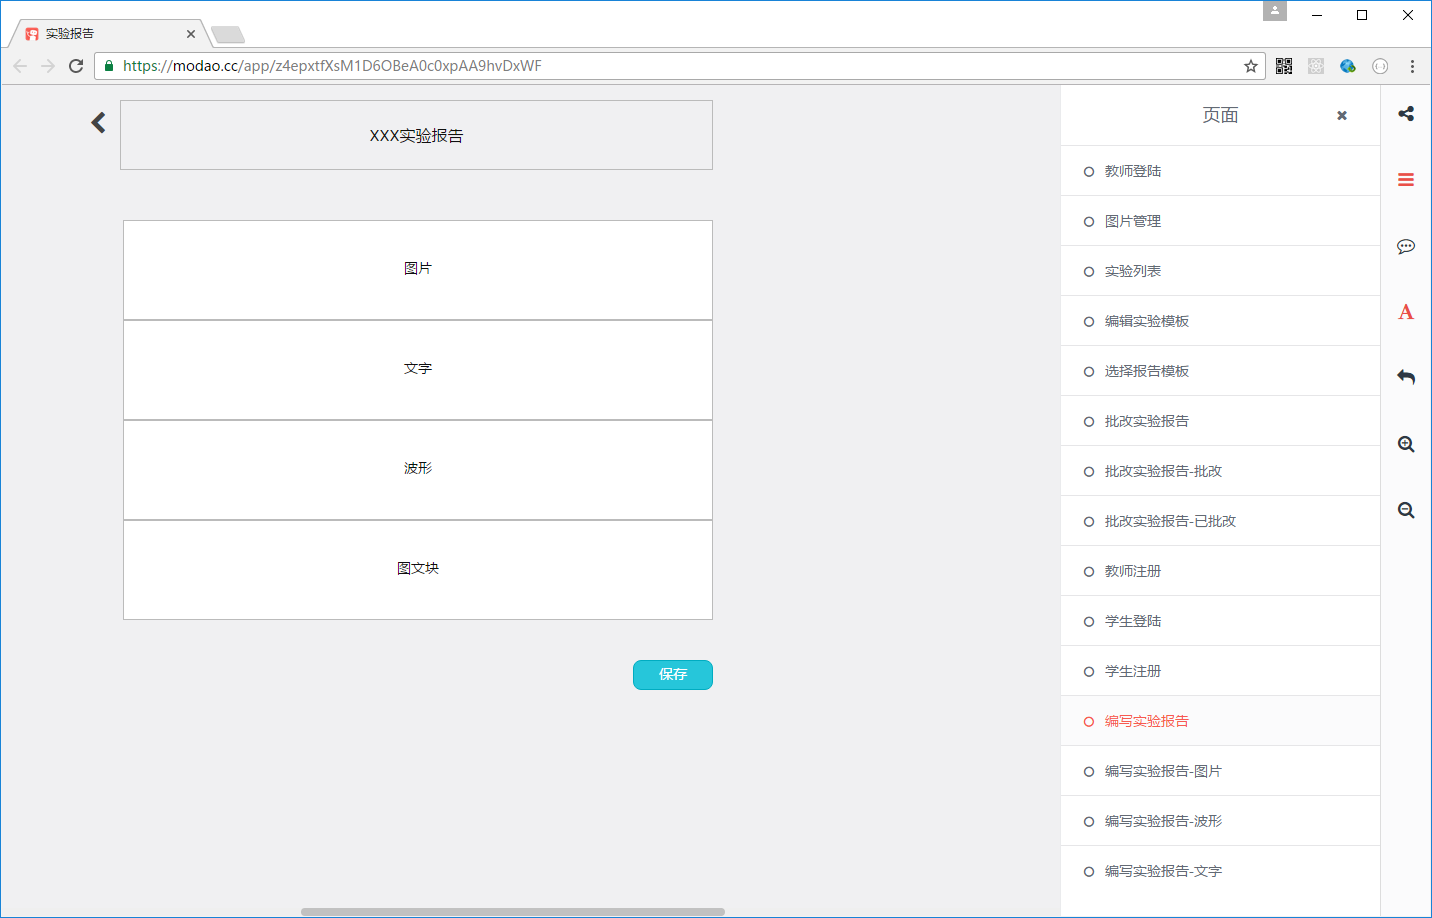 实验报告
https://modao.cc/app/z4epxtfXsM1D6OBeA0c0xpAA9hvDxWF
XXX实验报告
图片
文字
波形
图文块
保存
页面
教师登陆
图片管理
实验列表
编辑实验模板
选择报告模板
批改实验报告
批改实验报告-批改
批改实验报告-已批改
教师注册
学生登陆
学生注册
编写实验报告
编写实验报告-图片
编写实验报告-波形
编写实验报告-文字
A